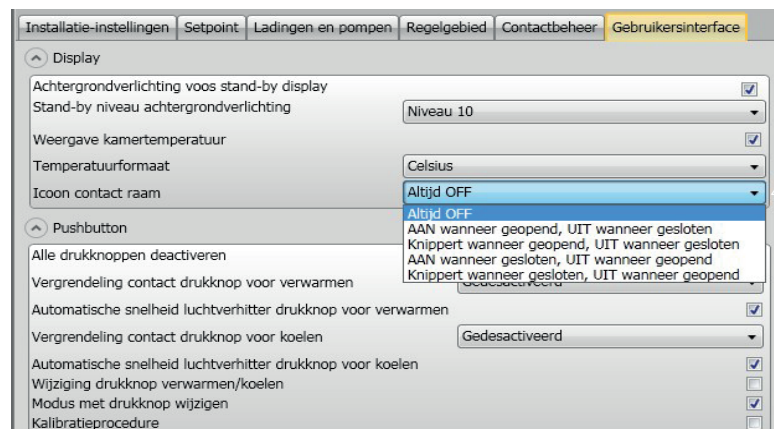 Installatie-instellingen Setpoint Ladingen en pompen Regelgebied Contactbeheer Gebruikersinterface
Display
Achtergrondverlichting voos stand-by display
Stand-by niveau achtergrondverlichting Niveau 10
Weergave kamertemperatuur
Temperatuurformaat Celsius
Icoon contact raam Altijd OFF
Altijd OFF
AAN wanneer geopend, UIT wanneer gesloten
Knippert wanneer geopend, UIT wanneer gesloten
AAN wanneer gesloten, UIT wanneer geopend
Knippert wanneer gesloten, UIT wanneer geopend
Pushbutton
Alle drukknoppen deactiveren
Vergrendeling contact drukknop voor verwarmen Gedesactiveerd
Automatische snelheid luchtverhitter drukknop voor verwarmen
Vergrendeling contact drukknop voor koelen Gedesactiveerd
Automatische snelheid luchtverhitter drukknop voor koelen
Wijziging drukknop verwarmen/koelen
Modus met drukknop wijzigen
Kalibratieprocedure